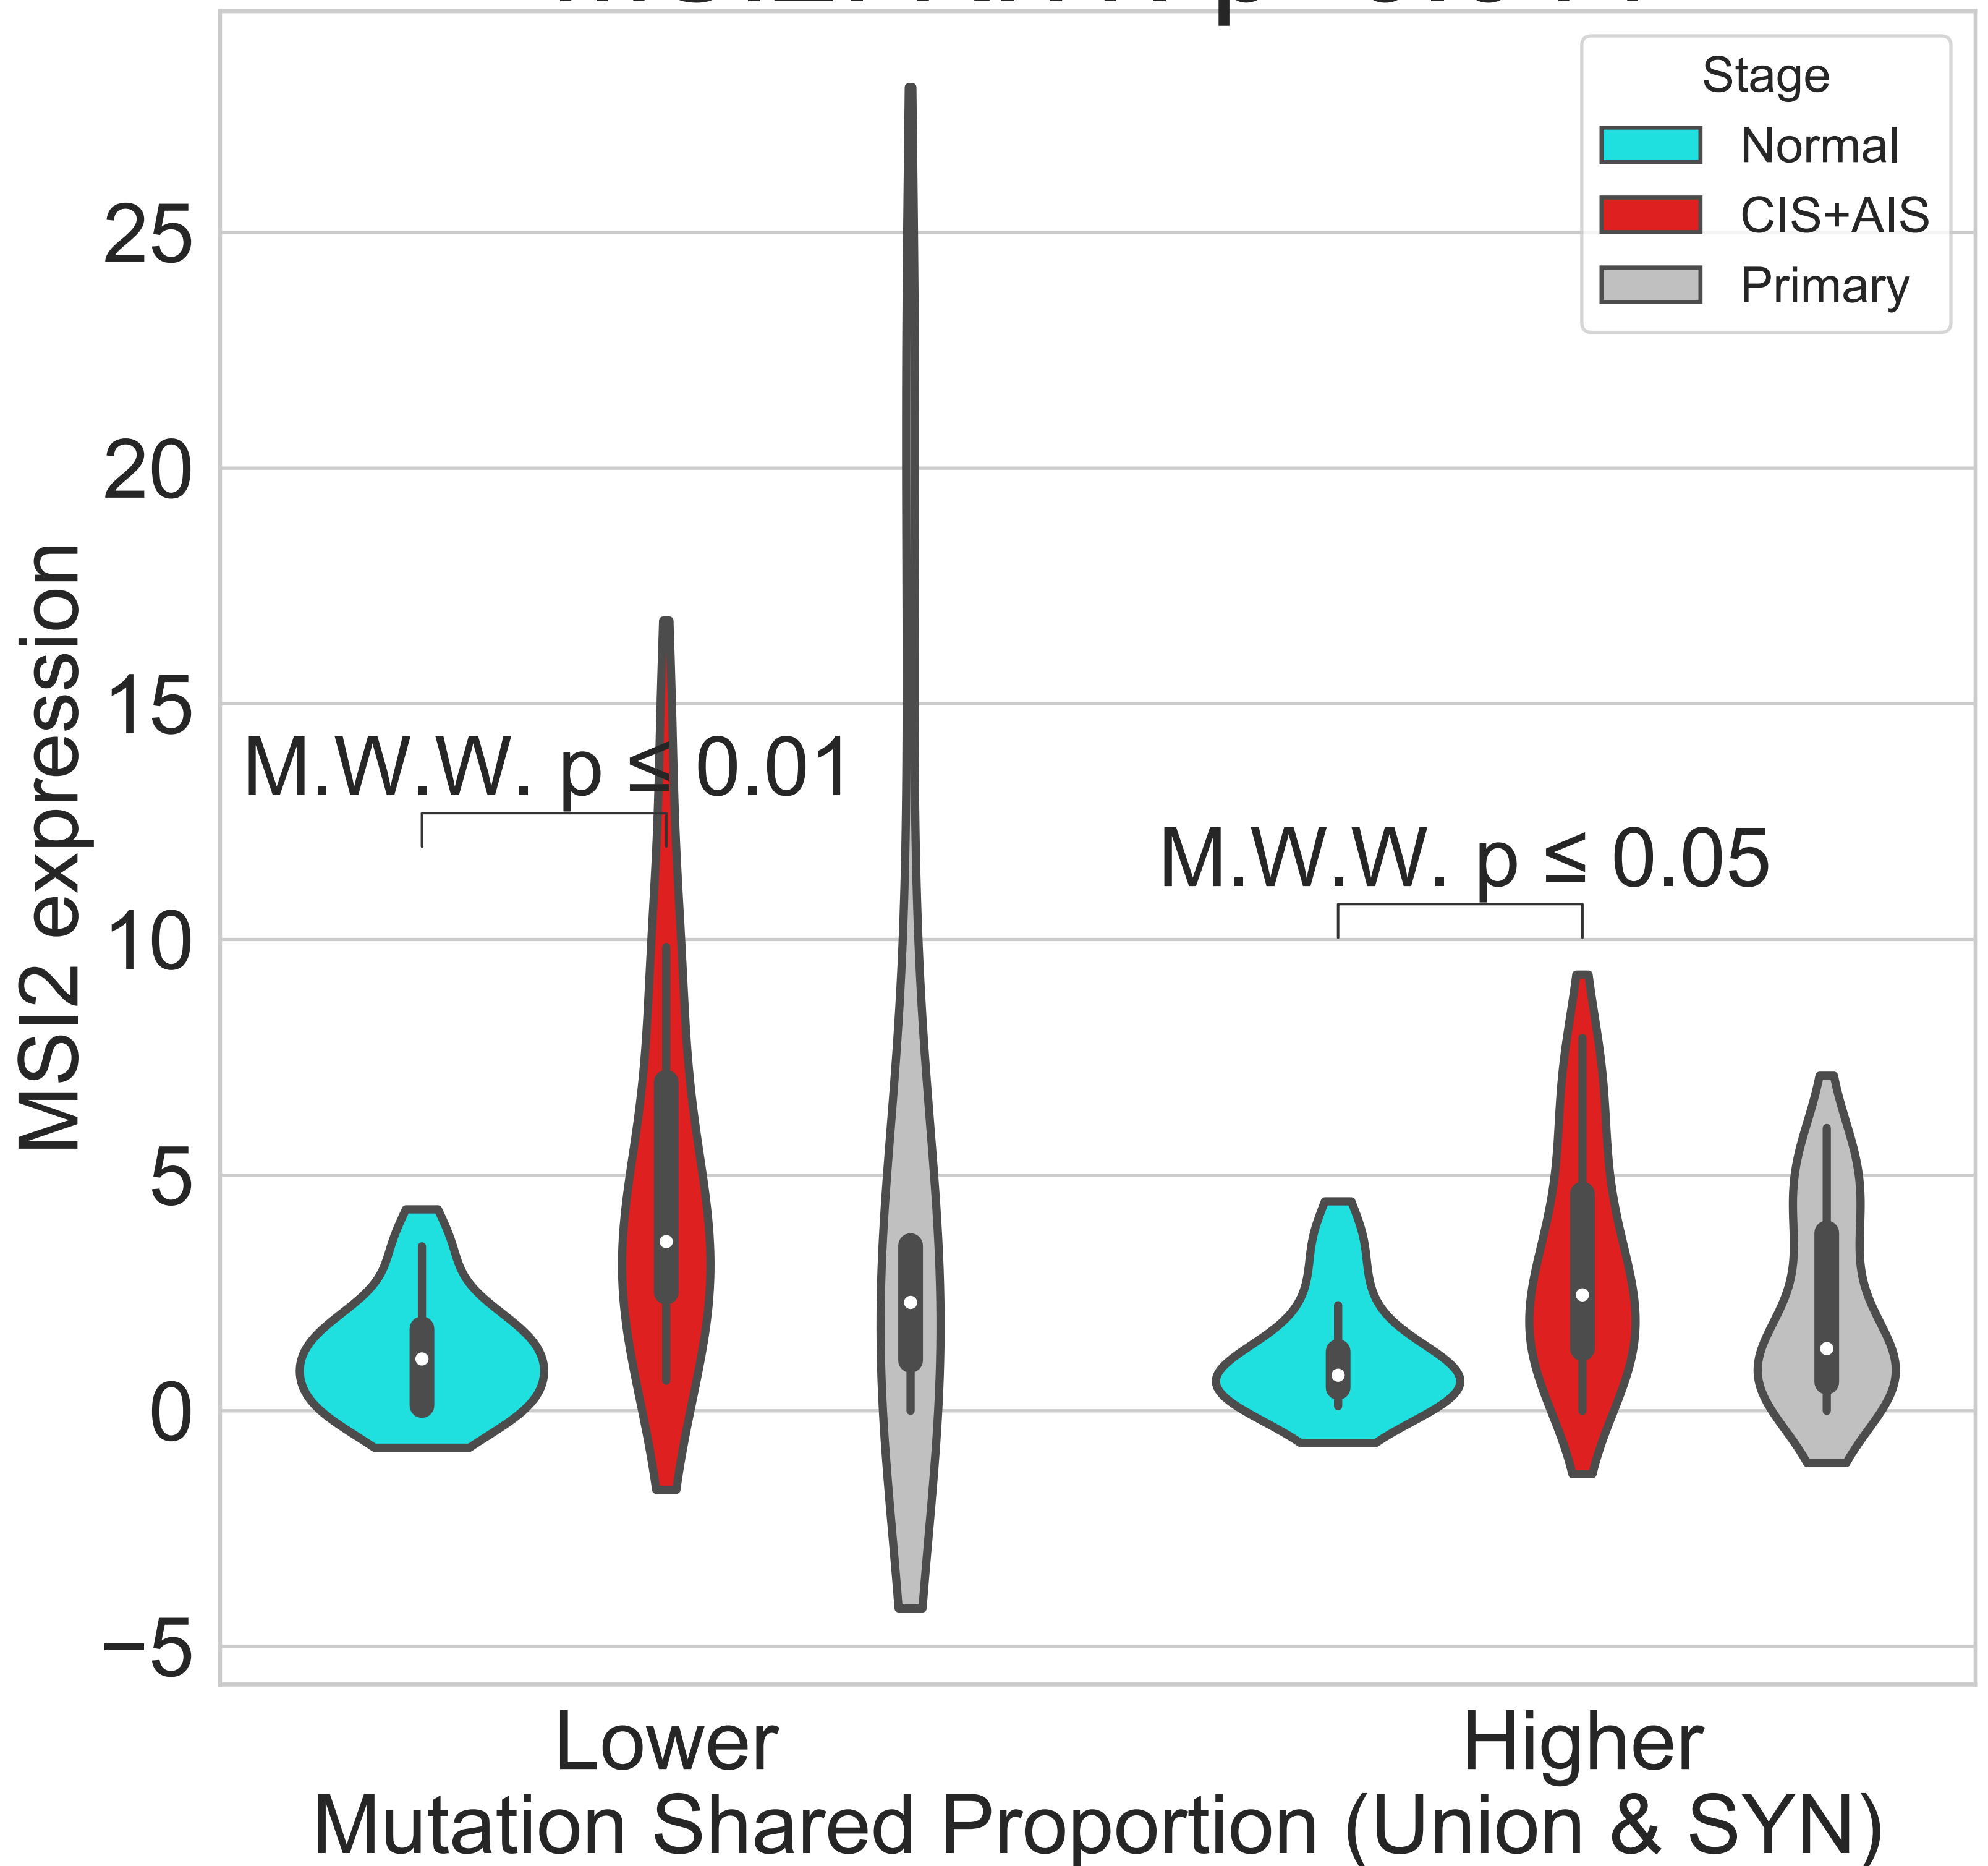 Stage
Normal
CIS+AIS
Primary
25
20
15
10
5
0
−5
MSI2 expression
M.W.W. p ≤ 0.01
M.W.W. p ≤ 0.05
Lower
Higher
Mutation Shared Proportion (Union & SYN)